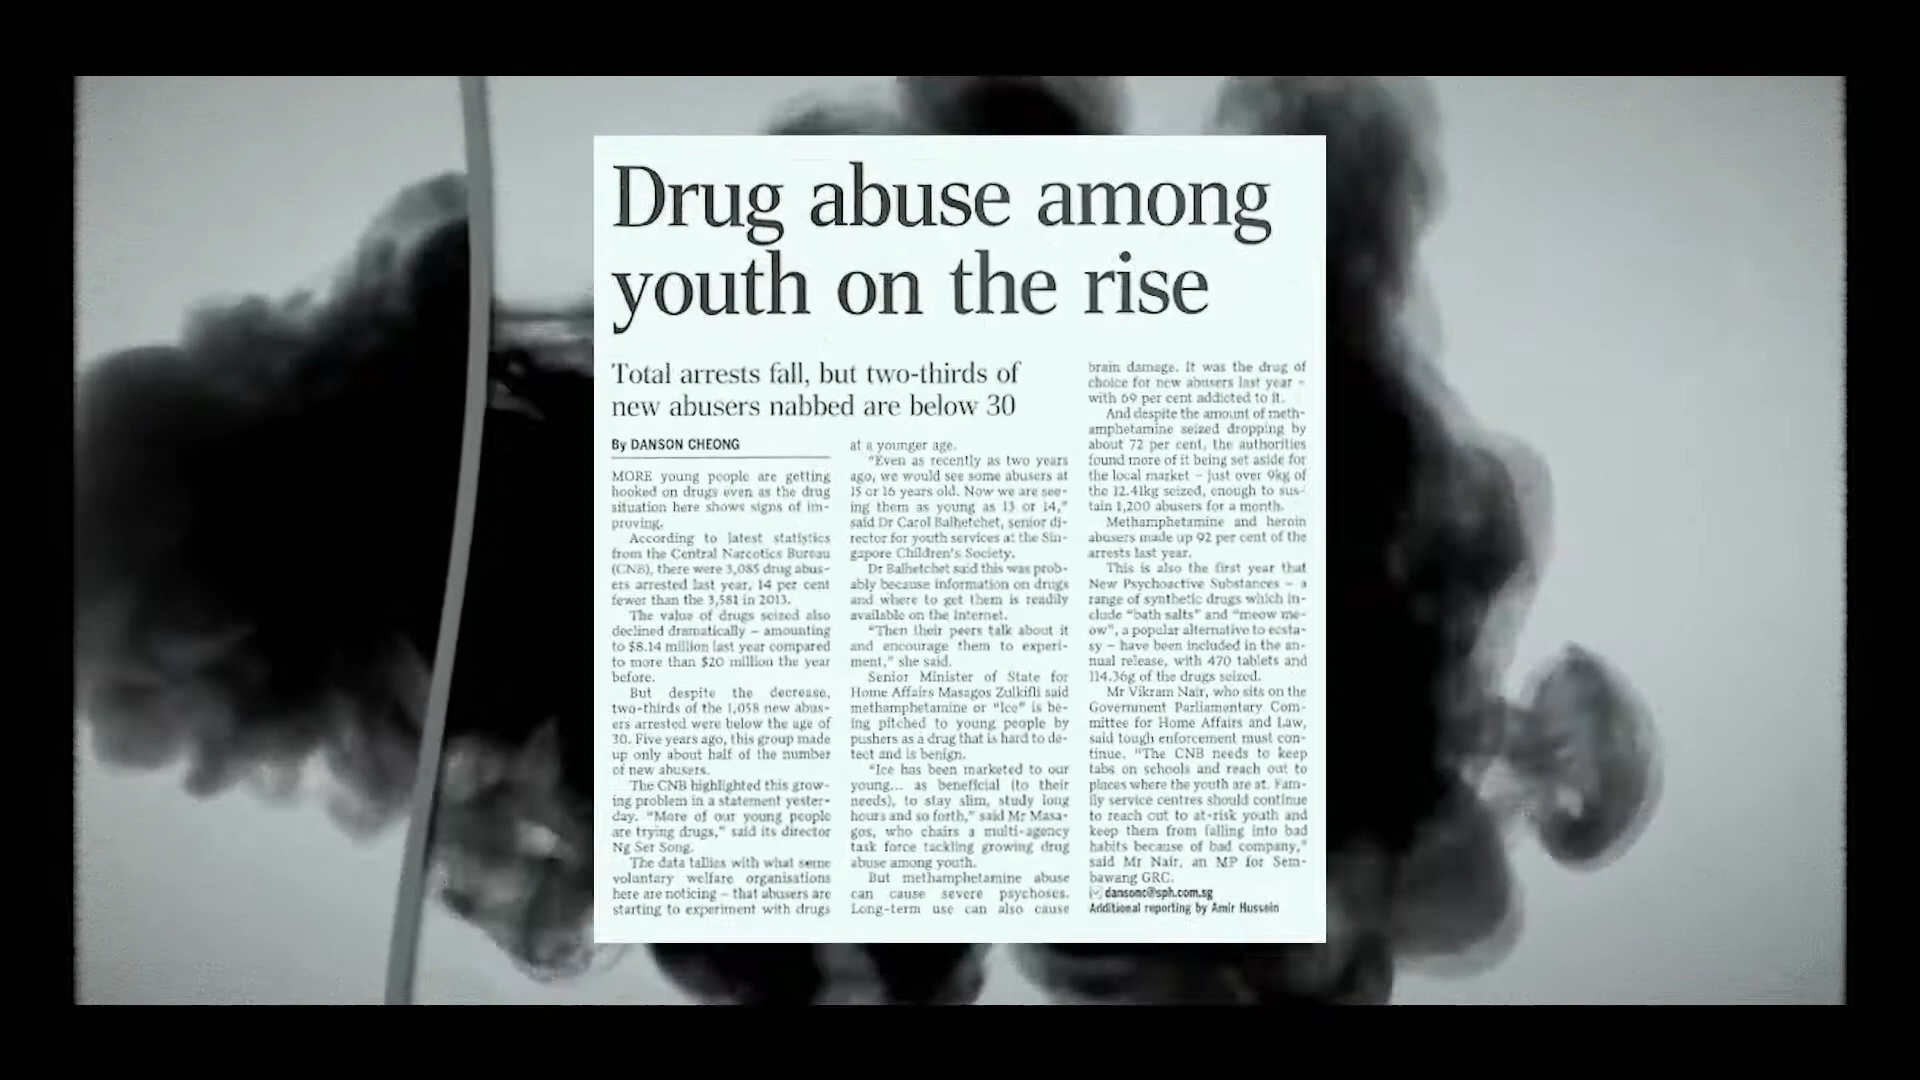 Drug abuse among
youth on the rise
Total arrests fall, but two-thirds of
new abusers nabbed are below 30
By DANSON CHEONG
MORE young people are getting
hooked on drugs even as the drug
situation here shows signs of im-
proving.
According to latest statistics
from the Central Narcotics Bureau
(CNB), there were 3,085 drug abus-
ers arrested last year, 14 per cent
fewer than the 3,581 in 2013.
The value of drugs seized also
declined dramatically – amounting
to $8.14 million last year compared
to more than $20 million the year
before.
But despite the decrease,
two-thirds of the 1,058 new abus-
ers arrested were below the age of
30. Five years ago, this group made
up only about half of the number
of new abusers.
The CNB highlighted this grow-
ing problem in a statement yester-
day. "More of our young people
are trying drugs," said its director
Ng Ser Song.
The data tallies with what some
voluntary welfare organisations
here are noticing – that abusers are
starting to experiment with drugs
at a younger age.
"Even as recently as two years
ago, we would see some abusers at
15 or 16 years old. Now we are see-
ing them as young as 13 or 14,"
said Dr Carol Balhetchet, senior di-
rector for youth services at the Sin-
gapore Children's Society.
Dr Balhetchet said this was prob-
ably because information on drugs
and where to get them is readily
available on the Internet.
"Then their peers talk about it
and encourage them to experi-
ment," she said.
Senior Minister of State for
Home Affairs Masagos Zulkifli said
methamphetamine or "Ice" is be-
ing pitched to young people by
pushers as a drug that is hard to de-
tect and is benign.
"Ice has been marketed to our
young... as beneficial (to their
needs), to stay slim, study long
hours and so forth," said Mr Masa-
gos, who chairs a multi-agency
task force tackling growing drug
abuse among youth.
But methamphetamine abuse
can cause severe psychoses.
Long-term use can also cause
brain damage. It was the drug of
choice for new abusers last year –
with 69 per cent addicted to it.
And despite the amount of meth-
amphetamine seized dropping by
about 72 per cent, the authorities
found more of it being set aside for
the local market – just over 9kg of
the 12.41kg seized, enough to sus-
tain 1,200 abusers for a month.
Methamphetamine and heroin
abusers made up 92 per cent of the
arrests last year.
This is also the first year that
New Psychoactive Substances – a
range of synthetic drugs which in-
clude "bath salts" and "meow me-
ow", a popular alternative to ecsta-
sy – have been included in the an-
nual release, with 470 tablets and
114.36g of the drugs seized.
Mr Vikram Nair, who sits on the
Government Parliamentary Com-
mittee for Home Affairs and Law,
said tough enforcement must con-
tinue. "The CNB needs to keep
tabs on schools and reach out to
places where the youth are at. Fam-
ily service centres should continue
to reach out to at-risk youth and
keep them from falling into bad
habits because of bad company,"
said Mr Nair, an MP for Sem-
bawang GRC.
dansonc@sph.com.sg
Additional reporting by Amir Hussain